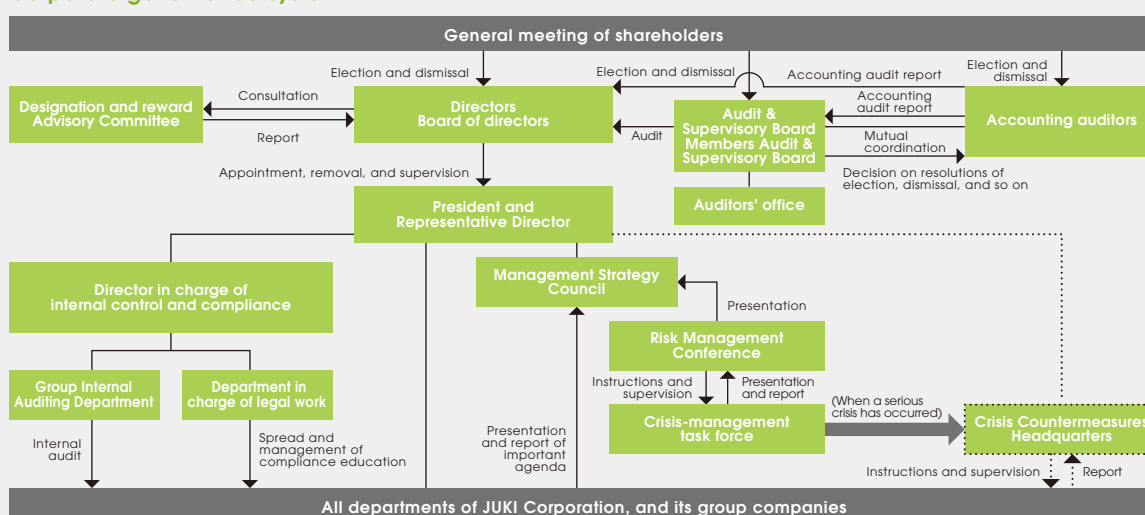 General meeting of shareholders
Election and dismissal
Election and dismissal
Accounting audit report
Election and
dismissal
Designation and reward
Advisory Committee
Consultation
Report
Directors
Board of directors
Audit
Audit &
Supervisory Board
Members Audit &
Supervisory Board
Accounting
audit report
Mutual
coordination
Accounting auditors
Decision on resolutions of
election, dismissal, and so on
Appointment, removal, and supervision
Auditors' office
President and
Representative Director
Director in charge of
internal control and compliance
Management Strategy
Council
Presentation
Risk Management
Conference
Group Internal
Auditing Department
Department in
charge of legal work
Instructions and
supervision
Presentation
and report
Crisis-management
task force
(When a serious
crisis has occurred)
Crisis Countermeasures
Headquarters
Internal
audit
Spread and
management of
compliance education
Presentation
and report of
important
agenda
Instructions and supervision
Report
All departments of JUKI Corporation, and its group companies